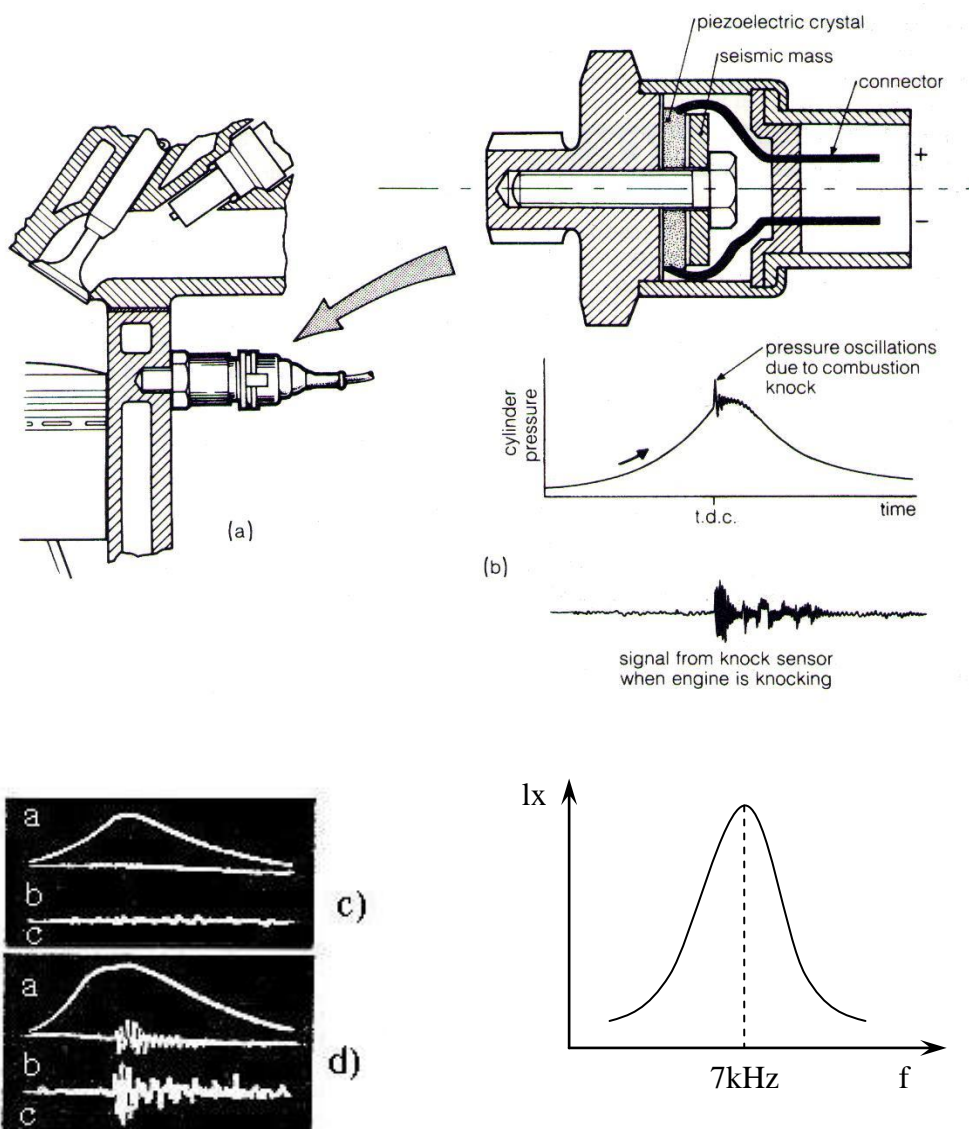 piezoelectric crystal
seismic mass
connector
+
−
(a)
pressure oscillations
due to combustion
knock
cylinder
pressure
t.d.c.
time
(b)
signal from knock sensor
when engine is knocking
a
b
c
c)
a
b
c
d)
lx
7kHz
f